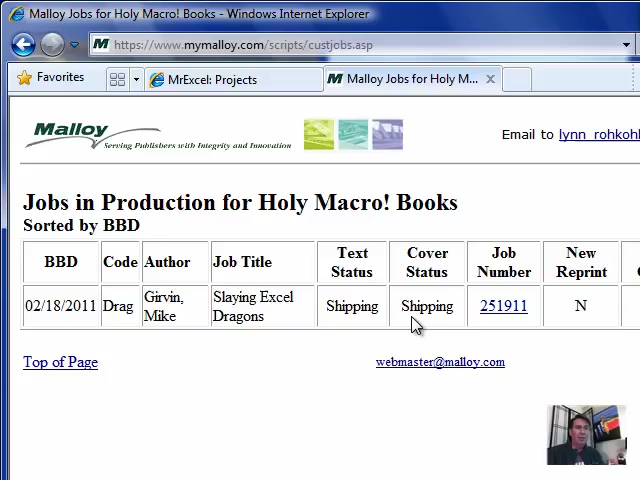 Malloy Jobs for Holy Macro! Books - Windows Internet Explorer
https://www.mymalloy.com/scripts/custjobs.asp
Favorites
MrExcel: Projects
Malloy Jobs for Holy M...
Malloy
Serving Publishers with Integrity and Innovation
Email to lynn_rohkohl
Jobs in Production for Holy Macro! Books
Sorted by BBD
BBD Code Author Job Title Text Status Cover Status Job Number New Reprint
02/18/2011 Drag Girvin, Mike Slaying Excel Dragons Shipping Shipping 251911 N
Top of Page
webmaster@malloy.com